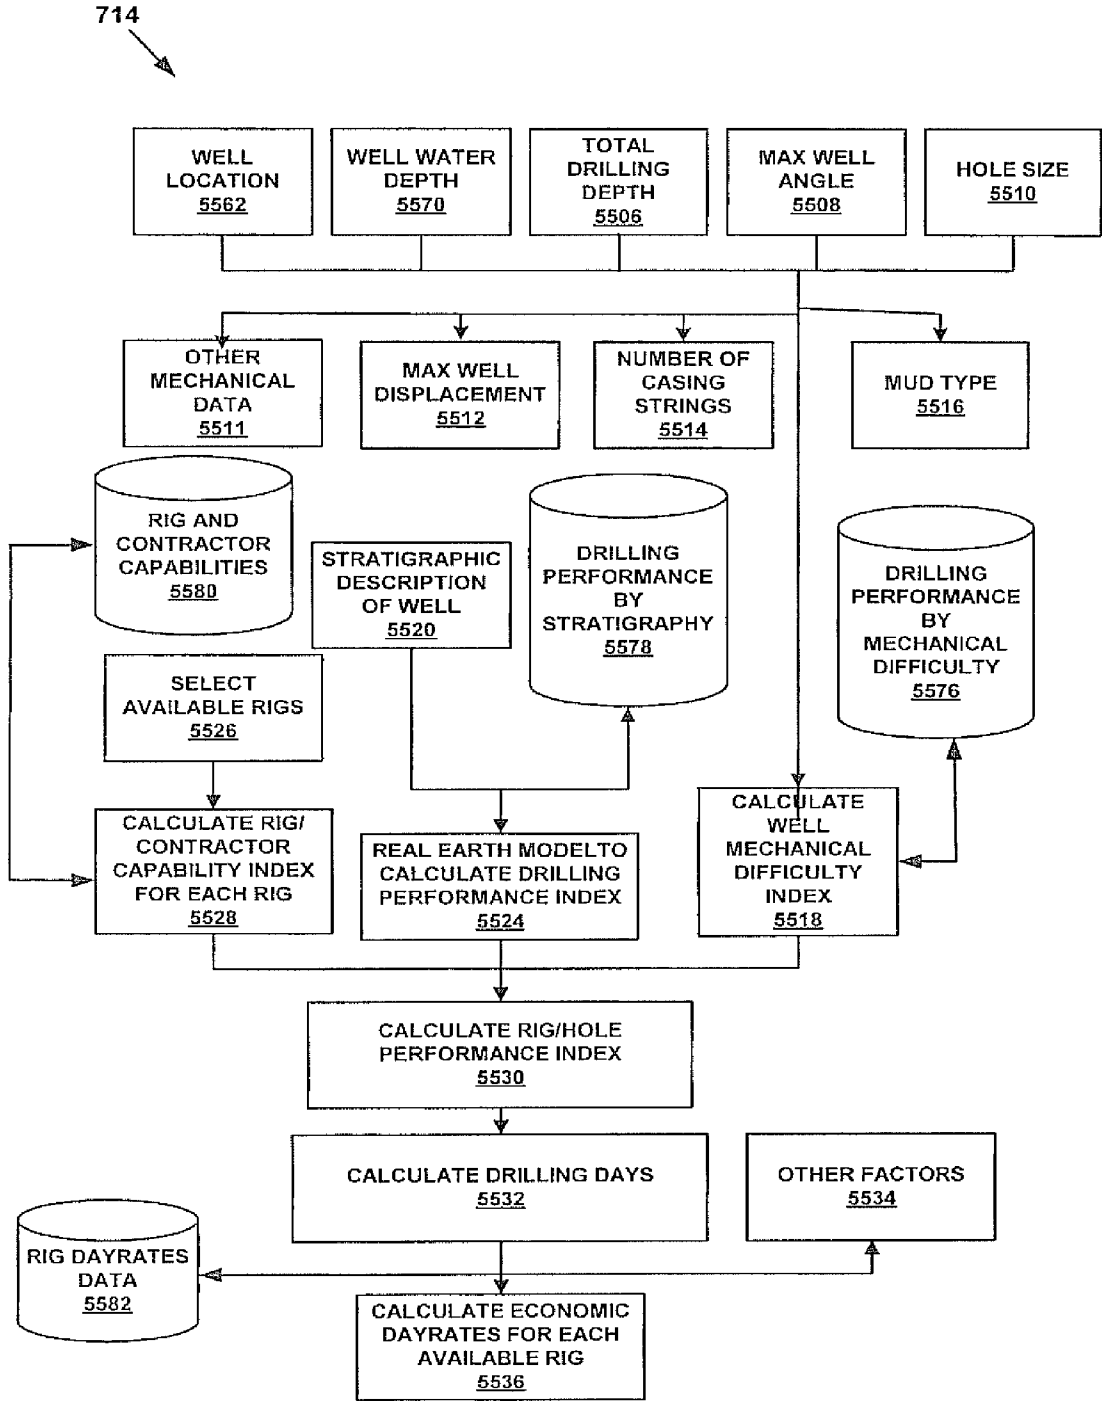 714
WELL
LOCATION
5562
WELL WATER
DEPTH
5570
TOTAL
DRILLING
DEPTH
5506
MAX WELL
ANGLE
5508
HOLE SIZE
5510
OTHER
MECHANICAL
DATA
5511
MAX WELL
DISPLACEMENT
5512
NUMBER OF
CASING
STRINGS
5514
MUD TYPE
5516
RIG AND
CONTRACTOR
CAPABILITIES
5580
STRATIGRAPHIC
DESCRIPTION
OF WELL
5520
DRILLING
PERFORMANCE
BY
STRATIGRAPHY
5578
DRILLING
PERFORMANCE
BY
MECHANICAL
DIFFICULTY
5576
SELECT
AVAILABLE RIGS
5526
CALCULATE RIG/
CONTRACTOR
CAPABILITY INDEX
FOR EACH RIG
5528
REAL EARTH MODELTO
CALCULATE DRILLING
PERFORMANCE INDEX
5524
CALCULATE
WELL
MECHANICAL
DIFFICULTY
INDEX
5518
CALCULATE RIG/HOLE
PERFORMANCE INDEX
5530
CALCULATE DRILLING DAYS
5532
OTHER FACTORS
5534
RIG DAYRATES
DATA
5582
CALCULATE ECONOMIC
DAYRATES FOR EACH
AVAILABLE RIG
5536